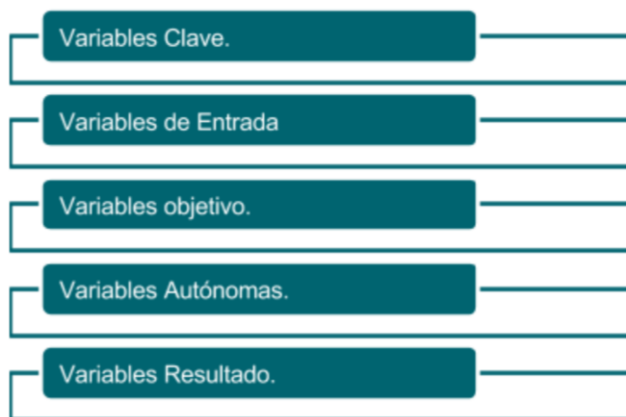 Variables Clave.
Variables de Entrada
Variables objetivo.
Variables Autónomas.
Variables Resultado.